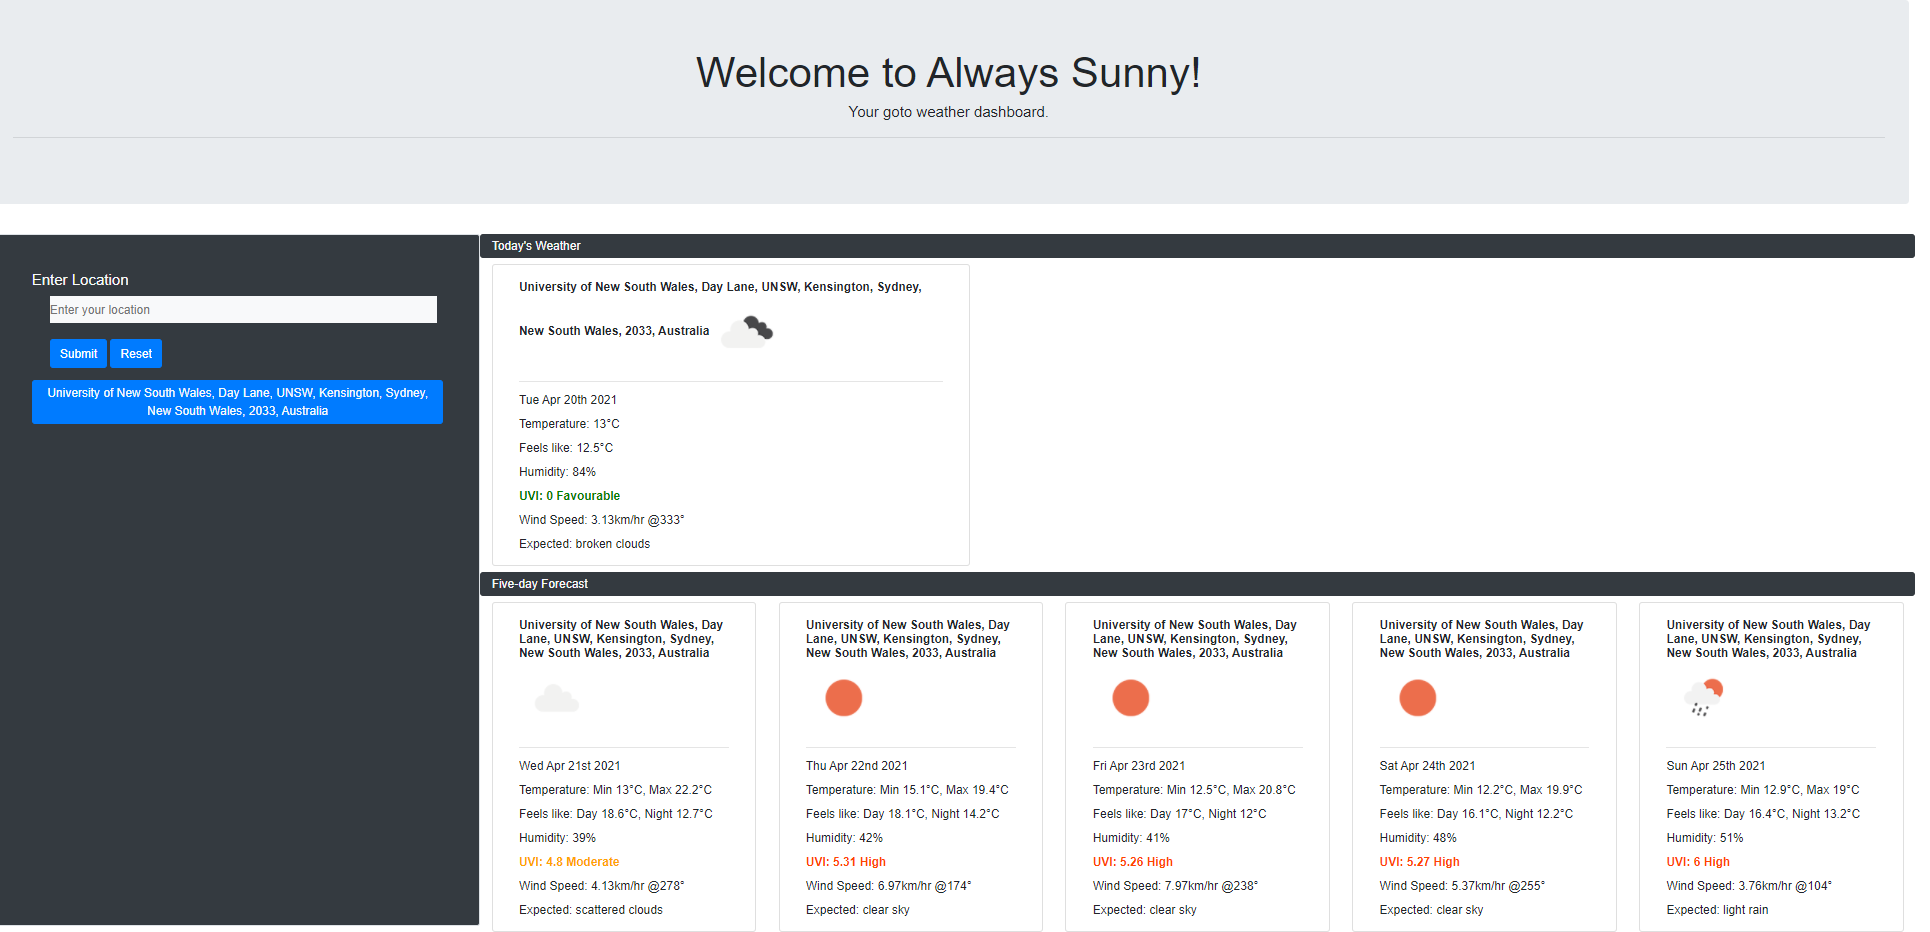 Welcome to Always Sunny!
Your goto weather dashboard.
Enter Location
Enter your location
Submit Reset
University of New South Wales, Day Lane, UNSW, Kensington, Sydney,
New South Wales, 2033, Australia
Today's Weather
University of New South Wales, Day Lane, UNSW, Kensington, Sydney,
New South Wales, 2033, Australia
Tue Apr 20th 2021
Temperature: 13°C
Feels like: 12.5°C
Humidity: 84%
UVI: 0 Favourable
Wind Speed: 3.13km/hr @333°
Expected: broken clouds
Five-day Forecast
University of New South Wales, Day
Lane, UNSW, Kensington, Sydney,
New South Wales, 2033, Australia
Wed Apr 21st 2021
Temperature: Min 13°C, Max 22.2°C
Feels like: Day 18.6°C, Night 12.7°C
Humidity: 39%
UVI: 4.8 Moderate
Wind Speed: 4.13km/hr @278°
Expected: scattered clouds
University of New South Wales, Day
Lane, UNSW, Kensington, Sydney,
New South Wales, 2033, Australia
Thu Apr 22nd 2021
Temperature: Min 15.1°C, Max 19.4°C
Feels like: Day 18.1°C, Night 14.2°C
Humidity: 42%
UVI: 5.31 High
Wind Speed: 6.97km/hr @174°
Expected: clear sky
University of New South Wales, Day
Lane, UNSW, Kensington, Sydney,
New South Wales, 2033, Australia
Fri Apr 23rd 2021
Temperature: Min 12.5°C, Max 20.8°C
Feels like: Day 17°C, Night 12°C
Humidity: 41%
UVI: 5.26 High
Wind Speed: 7.97km/hr @238°
Expected: clear sky
University of New South Wales, Day
Lane, UNSW, Kensington, Sydney,
New South Wales, 2033, Australia
Sat Apr 24th 2021
Temperature: Min 12.2°C, Max 19.9°C
Feels like: Day 16.1°C, Night 12.2°C
Humidity: 48%
UVI: 5.27 High
Wind Speed: 5.37km/hr @255°
Expected: clear sky
University of New South Wales, Day
Lane, UNSW, Kensington, Sydney,
New South Wales, 2033, Australia
Sun Apr 25th 2021
Temperature: Min 12.9°C, Max 19°C
Feels like: Day 16.4°C, Night 13.2°C
Humidity: 51%
UVI: 6 High
Wind Speed: 3.76km/hr @104°
Expected: light rain